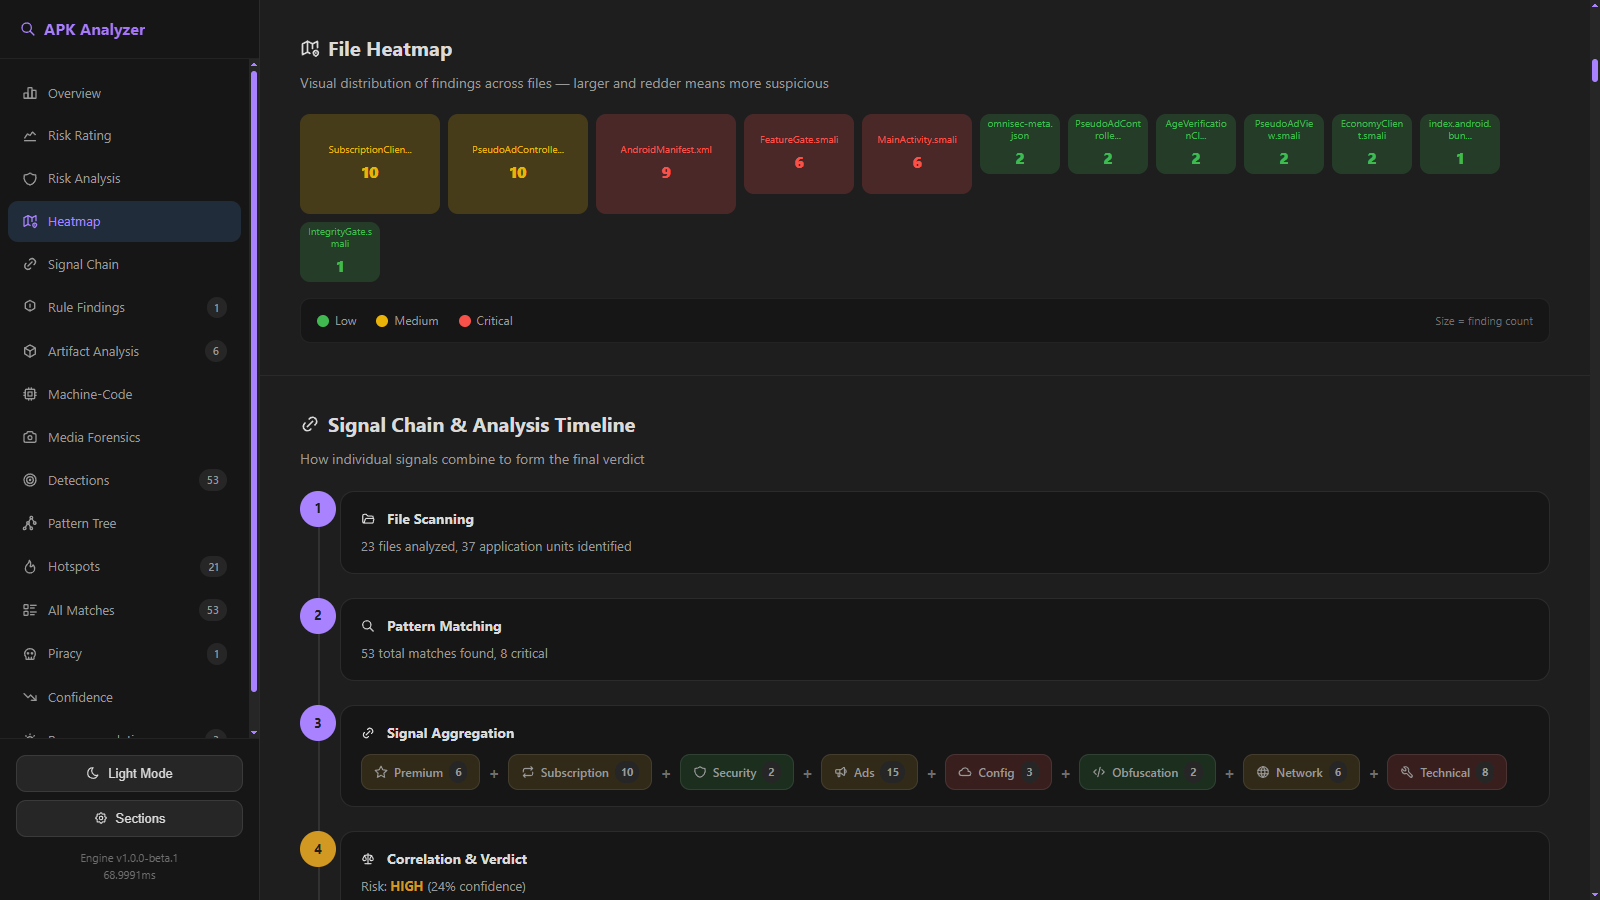 APK Analyzer
Overview
Risk Rating
Risk Analysis
Heatmap
Signal Chain
Rule Findings 1
Artifact Analysis 6
Machine-Code
Media Forensics
Detections 53
Pattern Tree
Hotspots 21
All Matches 53
Piracy 1
Confidence
Light Mode
Sections
Engine v1.0.0-beta.1
68.9991ms
File Heatmap
Visual distribution of findings across files — larger and redder means more suspicious
SubscriptionClien...
10
PseudoAdControlle...
10
AndroidManifest.xml
9
FeatureGate.smali
6
MainActivity.smali
6
omnisec-meta.
json
2
PseudoAdCont
rolle...
2
AgeVerificatio
nCl...
2
PseudoAdVie
w.smali
2
EconomyClien
t.smali
2
index.android.
bun...
1
IntegrityGate.s
mali
1
Low Medium Critical Size = finding count
Signal Chain & Analysis Timeline
How individual signals combine to form the final verdict
1
File Scanning
23 files analyzed, 37 application units identified
2
Pattern Matching
53 total matches found, 8 critical
3
Signal Aggregation
Premium 6 + Subscription 10 + Security 2 + Ads 15 + Config 3 + Obfuscation 2 + Network 6 + Technical 8
4
Correlation & Verdict
Risk: HIGH (24% confidence)